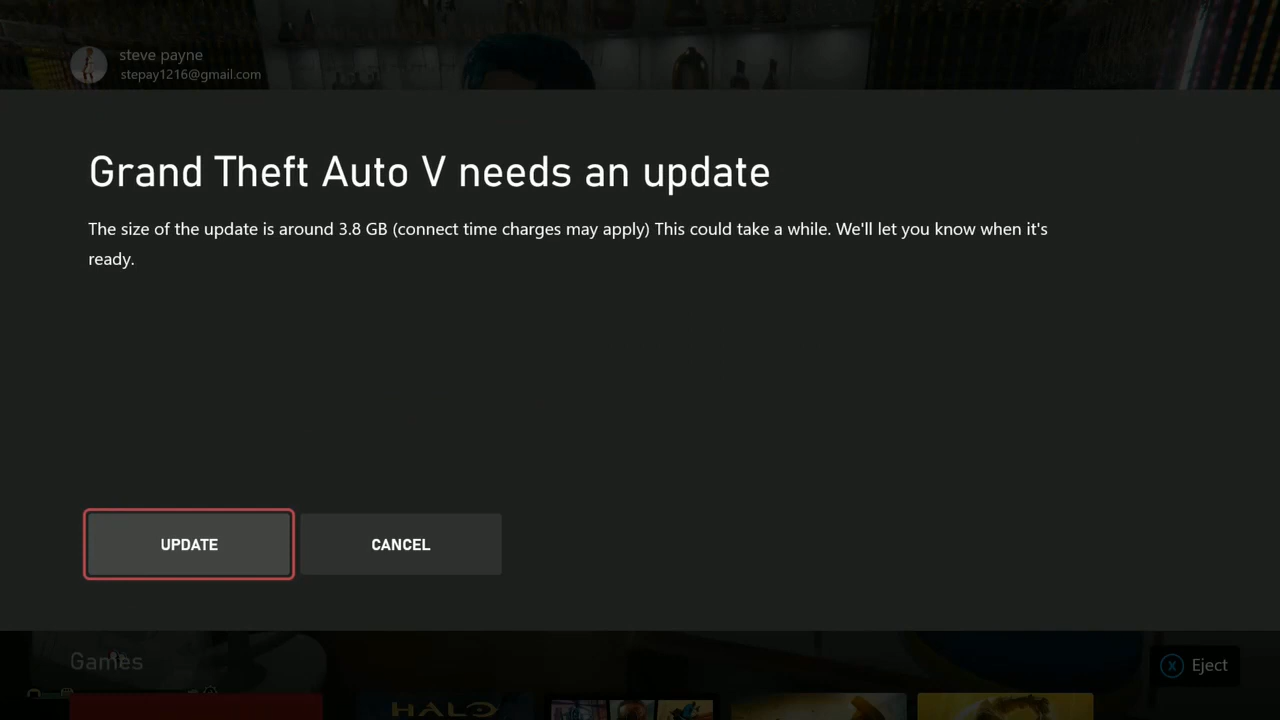 steve payne
stepay1216@gmail.com
Grand Theft Auto V needs an update
The size of the update is around 3.8 GB (connect time charges may apply) This could take a while. We'll let you know when it's
ready.
UPDATE
CANCEL
Games
X Eject
HALO